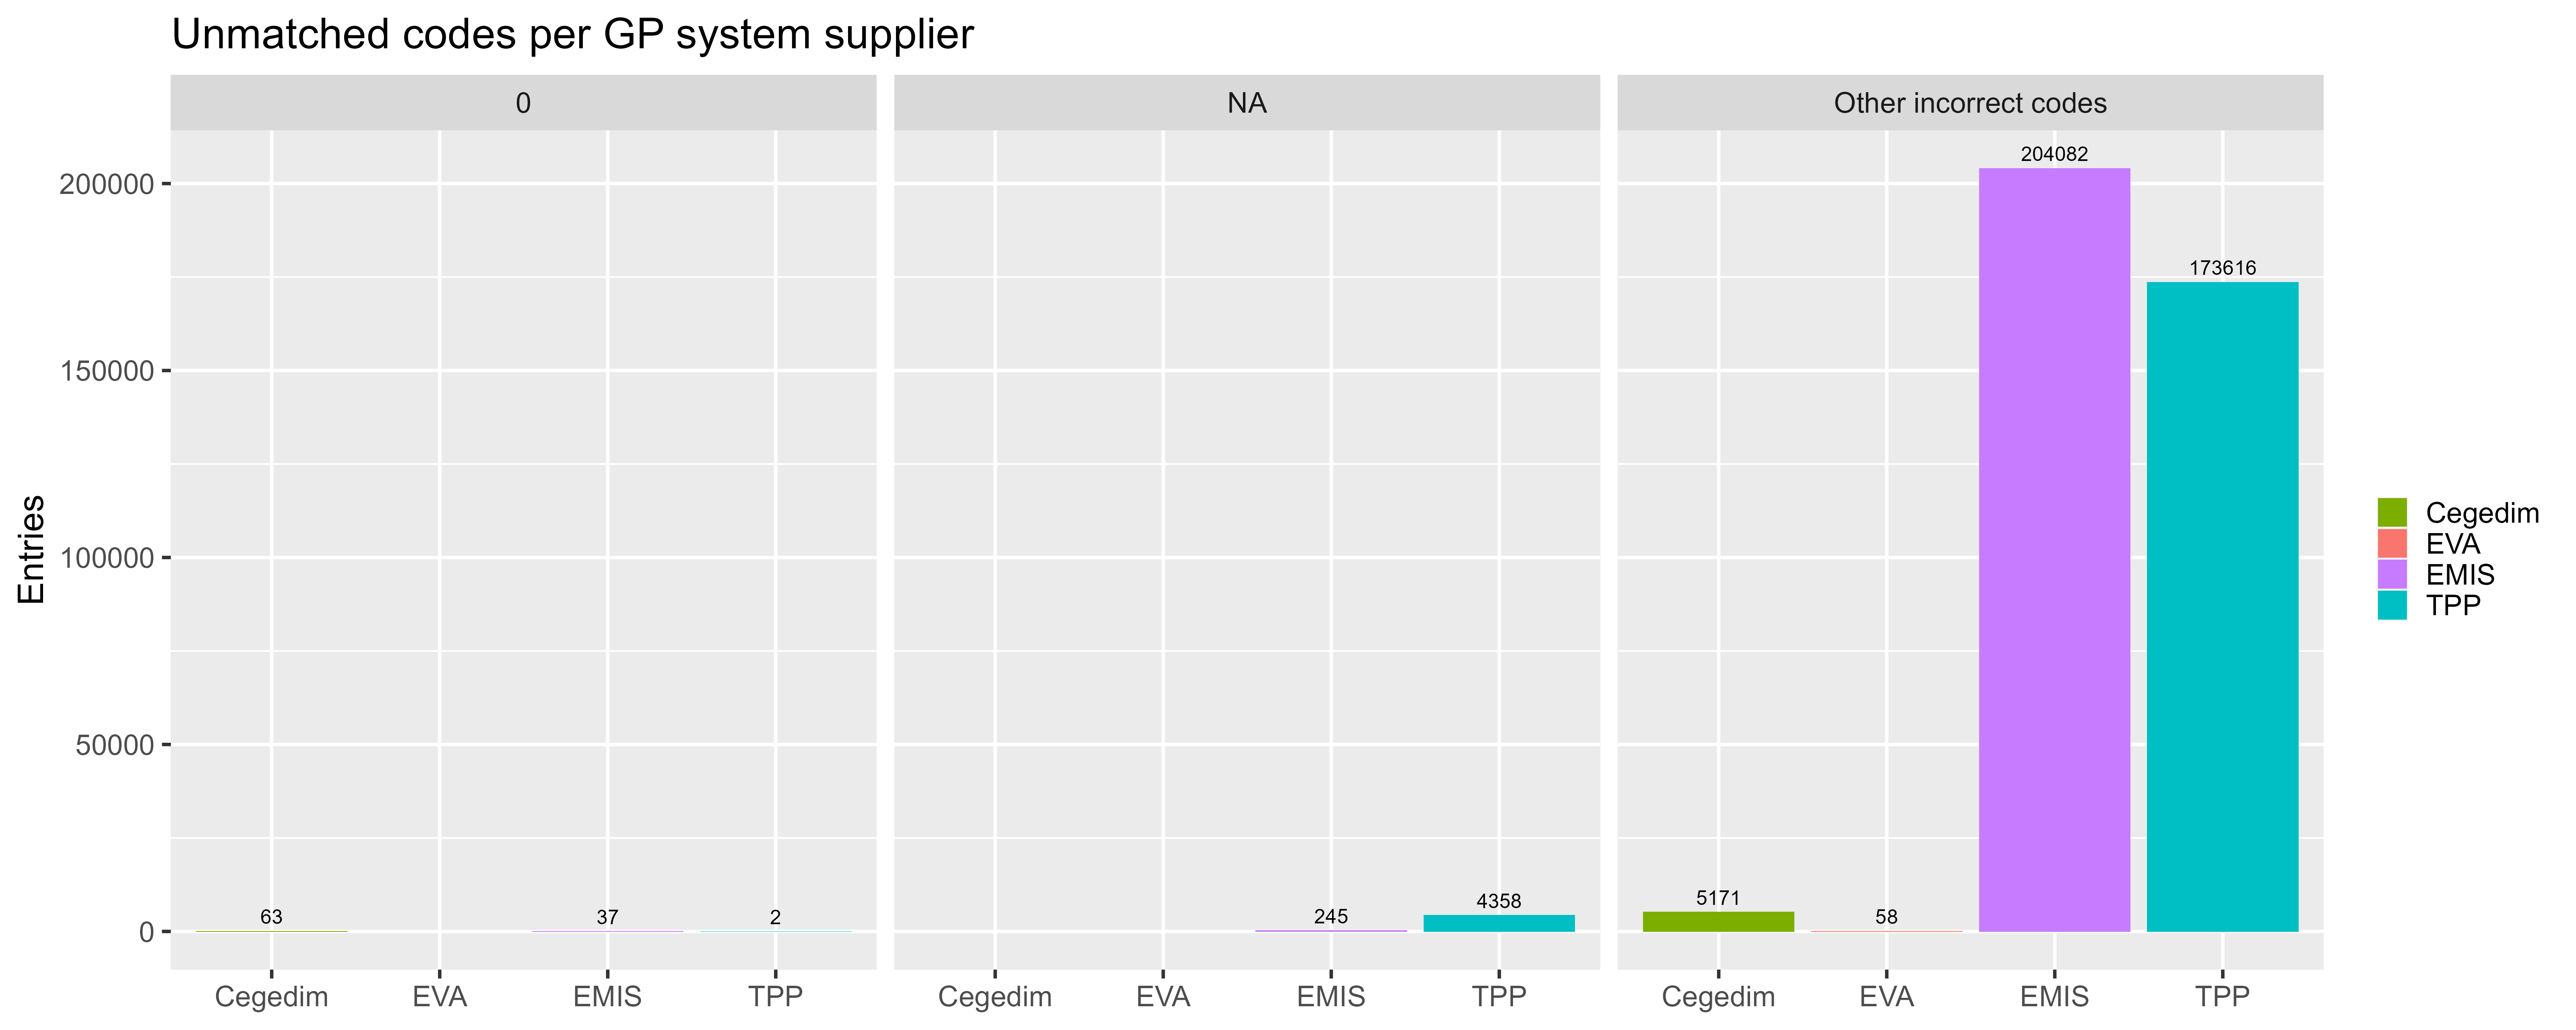 Unmatched codes per GP system supplier
0
NA
Other incorrect codes
Entries
200000
150000
100000
50000
0
63
37
2
245
4358
5171
58
204082
173616
Cegedim
EVA
EMIS
TPP
Cegedim
EVA
EMIS
TPP
Cegedim
EVA
EMIS
TPP
Cegedim
EVA
EMIS
TPP